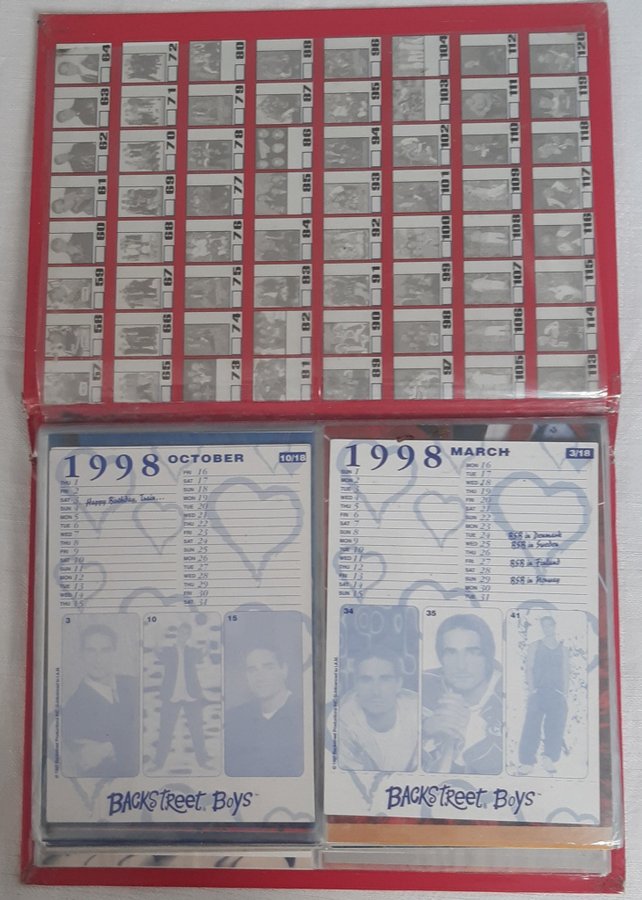 64 72 80 88 96 104 112 120
63 71 79 87 95 103 111 119
62 70 78 86 94 102 110 118
61 69 77 85 93 101 109 117
60 68 76 84 92 100 108 116
59 67 75 83 91 99 107 115
58 66 74 82 90 98 106 114
57 65 73 81 89 97 105 113
1998 OCTOBER 10/18
THU 1
FRI 2
SAT 3 Happy Birthday,
SUN 4
MON 5
TUE 6
WED 7
THU 8
FRI 9
SAT 10
SUN 11
MON 12
TUE 13
WED 14
THU 15
FRI 16
SAT 17
SUN 18
MON 19
TUE 20
WED 21
THU 22
FRI 23
SAT 24
SUN 25
MON 26
TUE 27
WED 28
THU 29
FRI 30
SAT 31
3 10 15
BACKSTREET BOYS
1998 MARCH 3/18
SUN 1
MON 2
TUE 3
WED 4
THU 5
FRI 6
SAT 7
SUN 8
MON 9
TUE 10
WED 11
THU 12
FRI 13
SAT 14
SUN 15
MON 16
TUE 17
WED 18
THU 19
FRI 20
SAT 21
SUN 22
MON 23
TUE 24 BSB in Denmark
WED 25 BSB in Sweden
THU 26
FRI 27 BSB in Finland
SAT 28
SUN 29 BSB in Norway
MON 30
TUE 31
34 35 41
BACKSTREET BOYS